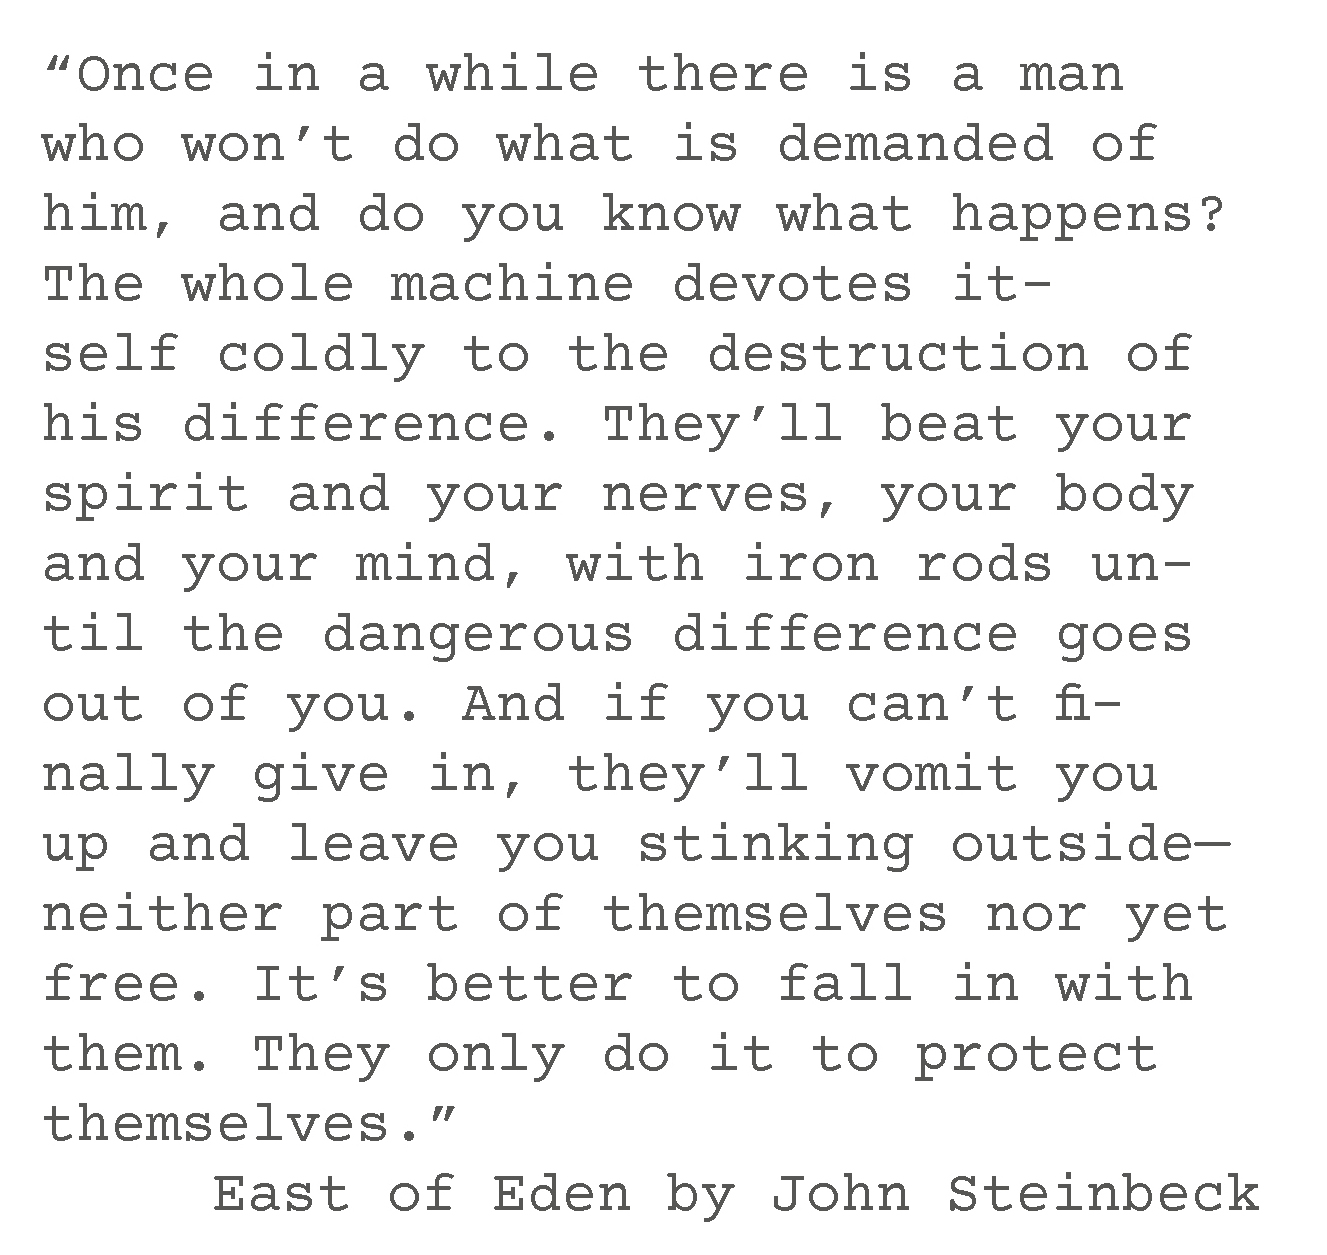 “Once in a while there is a man
who won’t do what is demanded of
him, and do you know what happens?
The whole machine devotes it-
self coldly to the destruction of
his difference. They’ll beat your
spirit and your nerves, your body
and your mind, with iron rods un-
til the dangerous difference goes
out of you. And if you can’t fi-
nally give in, they’ll vomit you
up and leave you stinking outside—
neither part of themselves nor yet
free. It’s better to fall in with
them. They only do it to protect
themselves.”
East of Eden by John Steinbeck